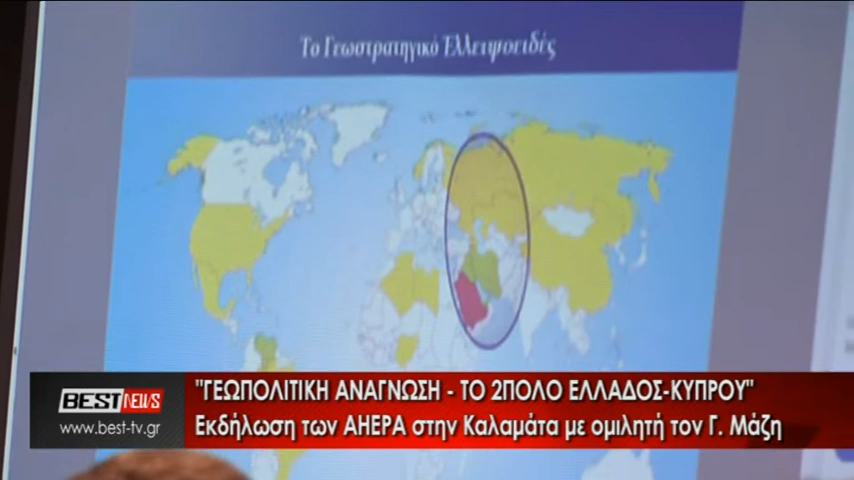 Το Γεωστρατηγικό Ελλειψοειδές
"ΓΕΩΠΟΛΙΤΙΚΗ ΑΝΑΓΝΩΣΗ - ΤΟ 2ΠΟΛΟ ΕΛΛΑΔΟΣ-ΚΥΠΡΟΥ"
BEST NEWS
www.best-tv.gr
Εκδήλωση των ΑΗΕΡΑ στην Καλαμάτα με ομιλητή τον Γ. Μάζη